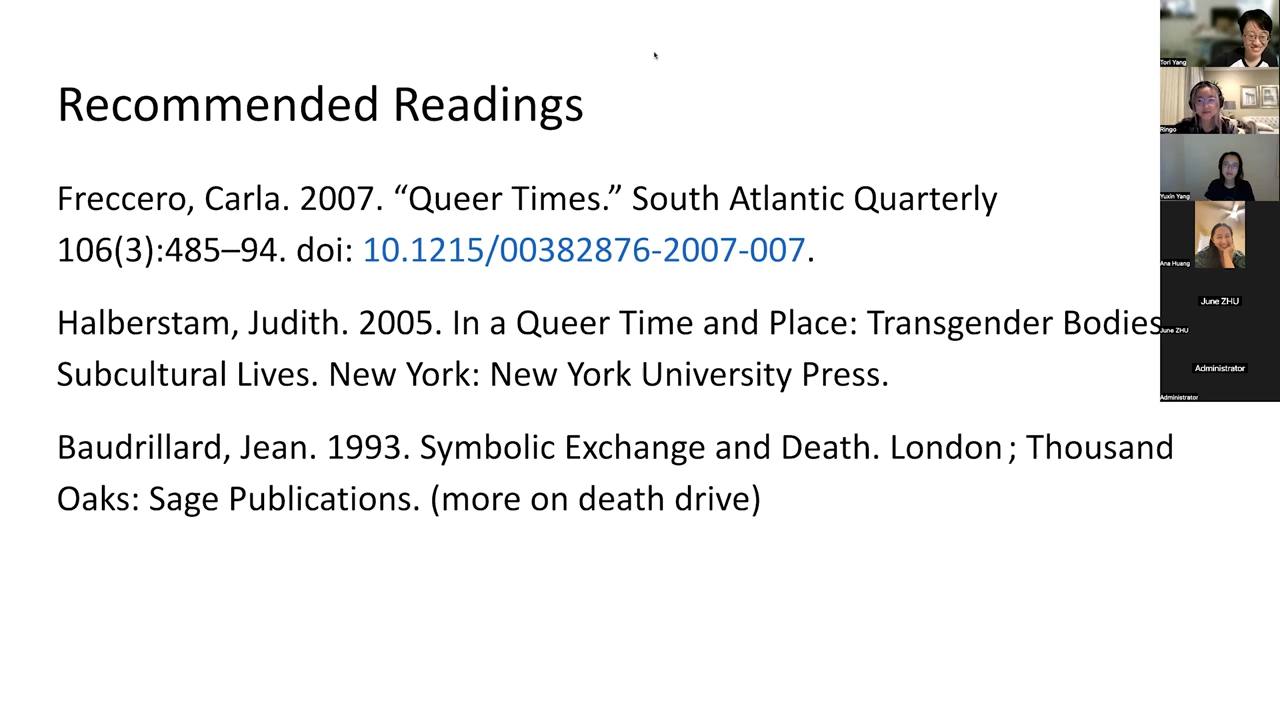 Recommended Readings
Freccero, Carla. 2007. “Queer Times.” South Atlantic Quarterly
106(3):485–94. doi: 10.1215/00382876-2007-007.
Halberstam, Judith. 2005. In a Queer Time and Place: Transgender Bodies
Subcultural Lives. New York: New York University Press.
Baudrillard, Jean. 1993. Symbolic Exchange and Death. London ; Thousand
Oaks: Sage Publications. (more on death drive)
Tori Yang
Ringo
Yuxin Yang
Ana Huang
June ZHU
June ZHU
Administrator
Administrator